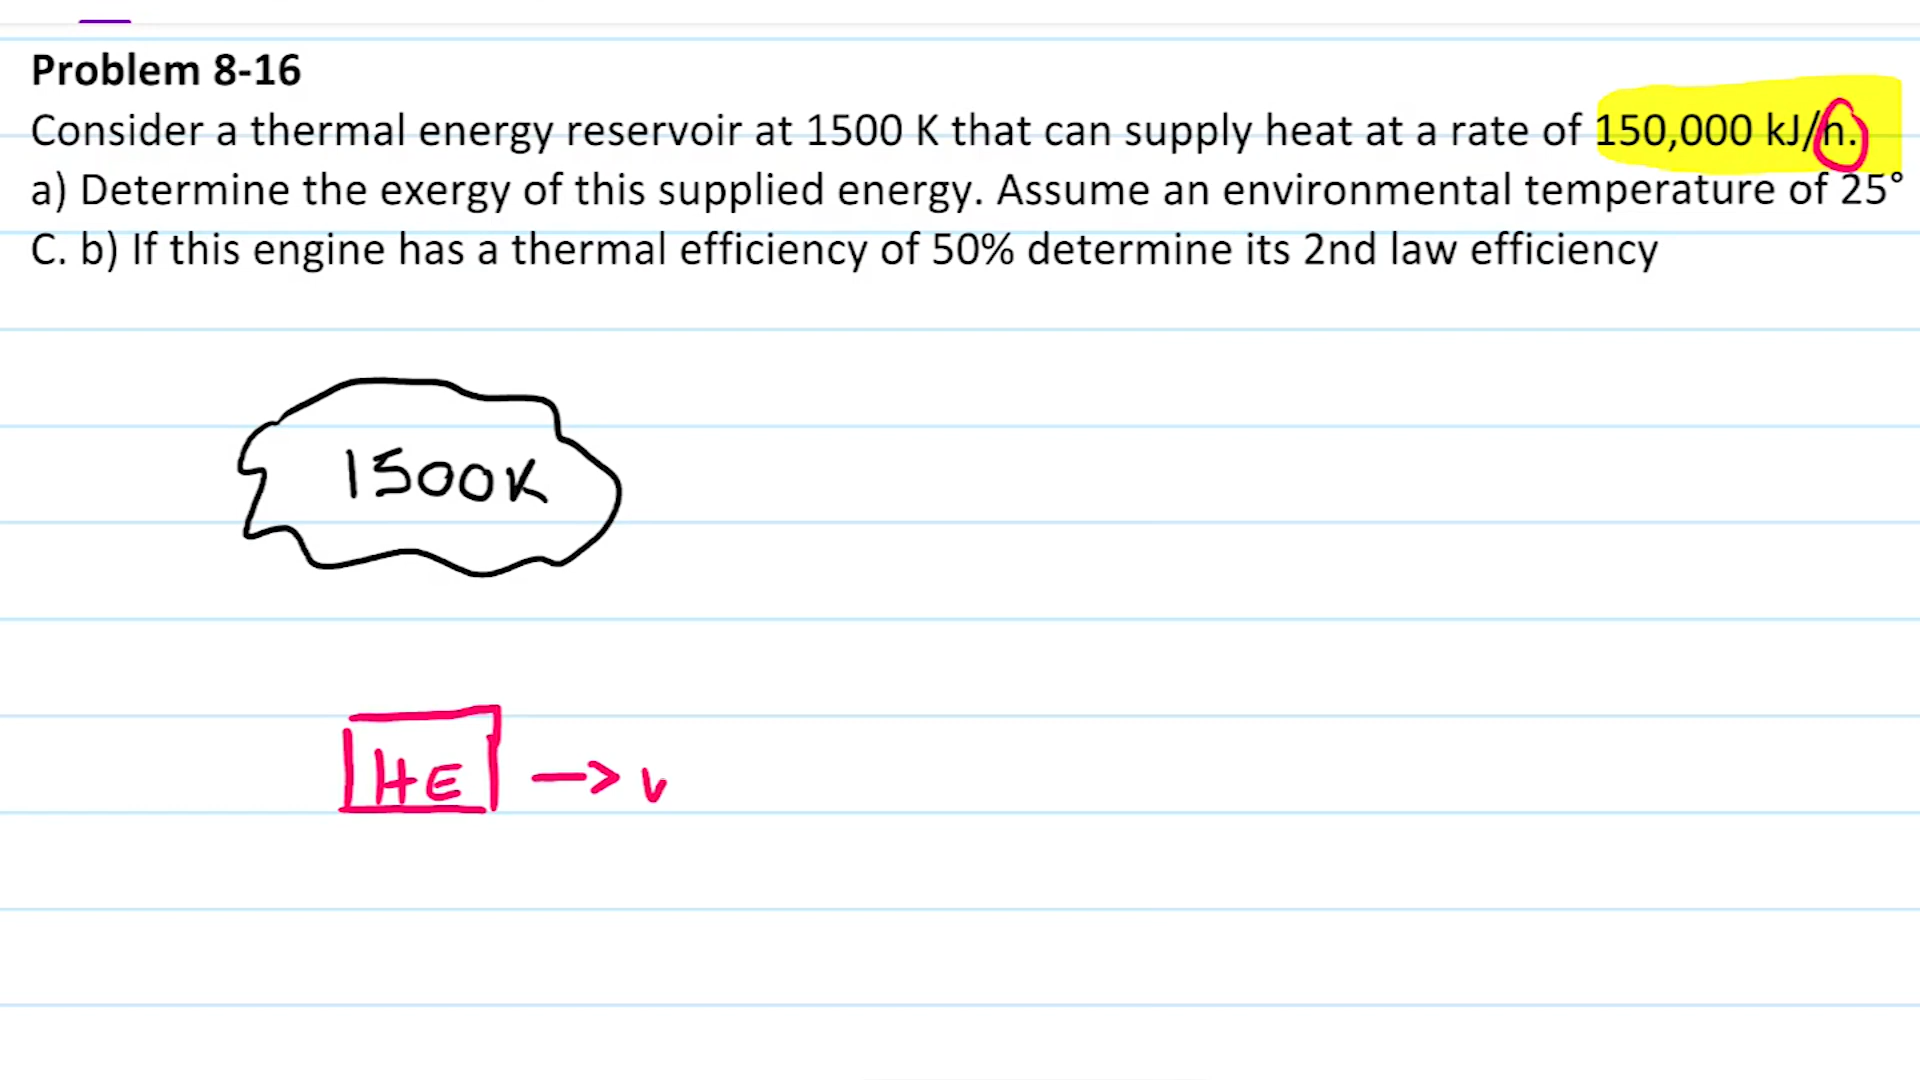 Problem 8-16
Consider a thermal energy reservoir at 1500 K that can supply heat at a rate of 150,000 kJ/h.
a) Determine the exergy of this supplied energy. Assume an environmental temperature of 25°
C. b) If this engine has a thermal efficiency of 50% determine its 2nd law efficiency
1500K
HE → v